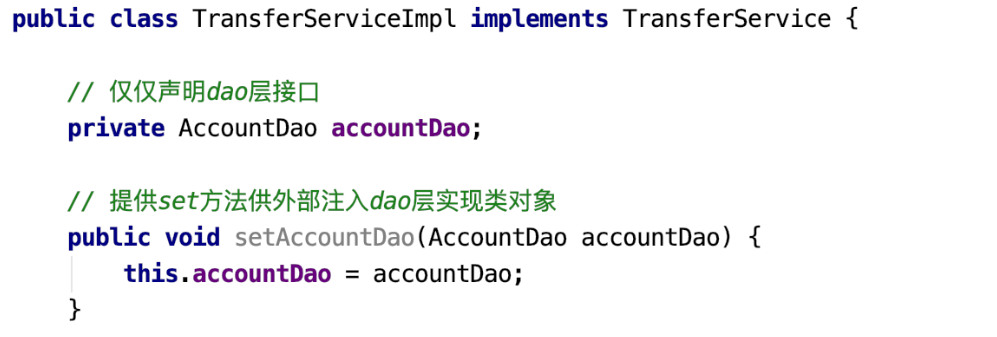 public class TransferServiceImpl implements TransferService {
// 仅仅声明dao层接口
private AccountDao accountDao;
// 提供set方法供外部注入dao层实现类对象
public void setAccountDao(AccountDao accountDao) {
this.accountDao = accountDao;
}